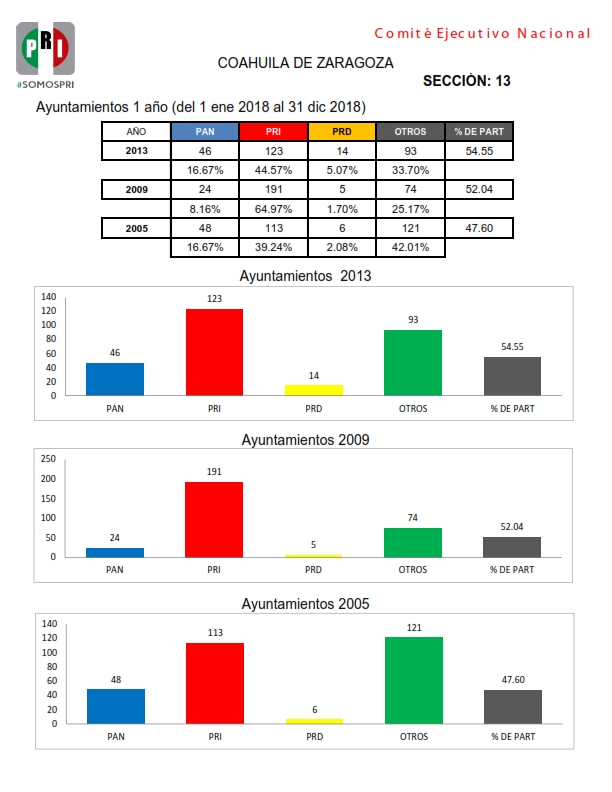 Comité Ejecutivo Nacional
PRI
#SOMOSPRI
COAHUILA DE ZARAGOZA
SECCIÒN: 13
Ayuntamientos 1 año (del 1 ene 2018 al 31 dic 2018)
AÑO PAN PRI PRD OTROS % DE PART
2013 46 123 14 93 54.55
16.67% 44.57% 5.07% 33.70%
2009 24 191 5 74 52.04
8.16% 64.97% 1.70% 25.17%
2005 48 113 6 121 47.60
16.67% 39.24% 2.08% 42.01%
Ayuntamientos 2013
140
120
100
80
60
40
20
0
46 123 14 93 54.55
PAN PRI PRD OTROS % DE PART
Ayuntamientos 2009
250
200
150
100
50
0
24 191 5 74 52.04
PAN PRI PRD OTROS % DE PART
Ayuntamientos 2005
140
120
100
80
60
40
20
0
48 113 6 121 47.60
PAN PRI PRD OTROS % DE PART